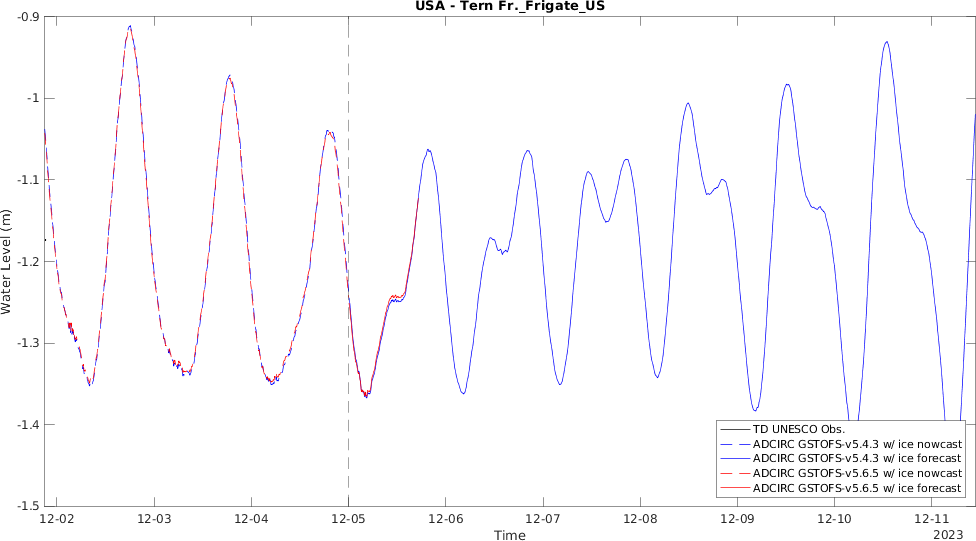 USA - Tern Fr._Frigate_US
-0.9
-1
-1.1
-1.2
-1.3
-1.4
-1.5
Water Level (m)
12-02
12-03
12-04
12-05
12-06
12-07
12-08
12-09
12-10
12-11
Time
2023
TD UNESCO Obs.
ADCIRC GSTOFS-v5.4.3 w/ ice nowcast
ADCIRC GSTOFS-v5.4.3 w/ ice forecast
ADCIRC GSTOFS-v5.6.5 w/ ice nowcast
ADCIRC GSTOFS-v5.6.5 w/ ice forecast